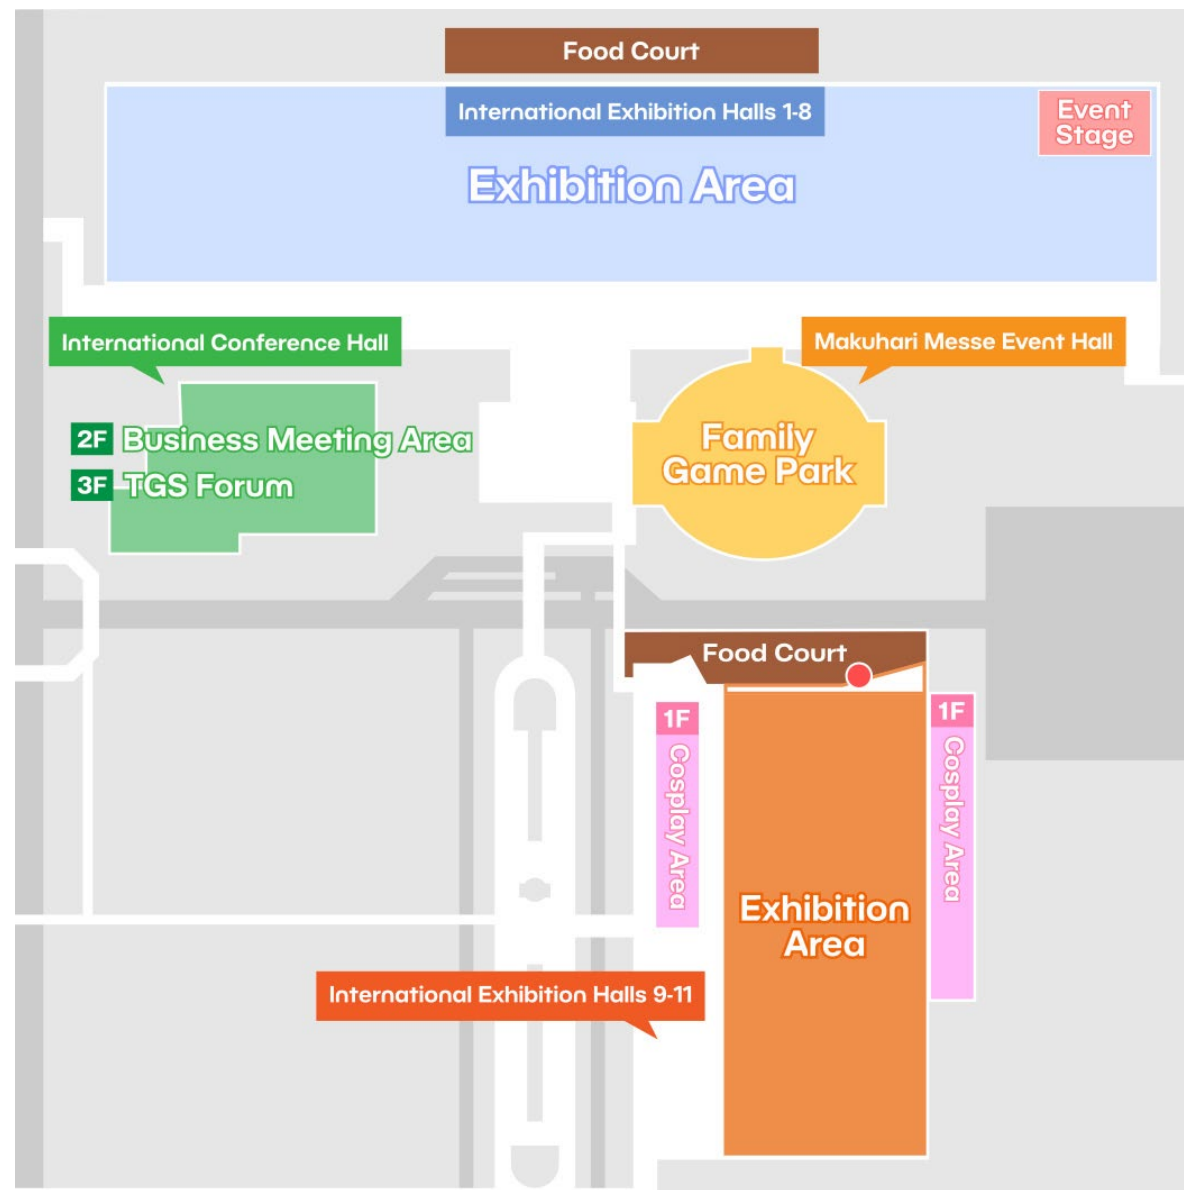 Food Court
International Exhibition Halls 1-8
Event
Stage
Exhibition Area
International Conference Hall
Makuhari Messe Event Hall
2F Business Meeting Area
3F TGS Forum
Family
Game Park
Food Court
1F
Cosplay Area
1F
Cosplay Area
Exhibition
Area
International Exhibition Halls 9-11